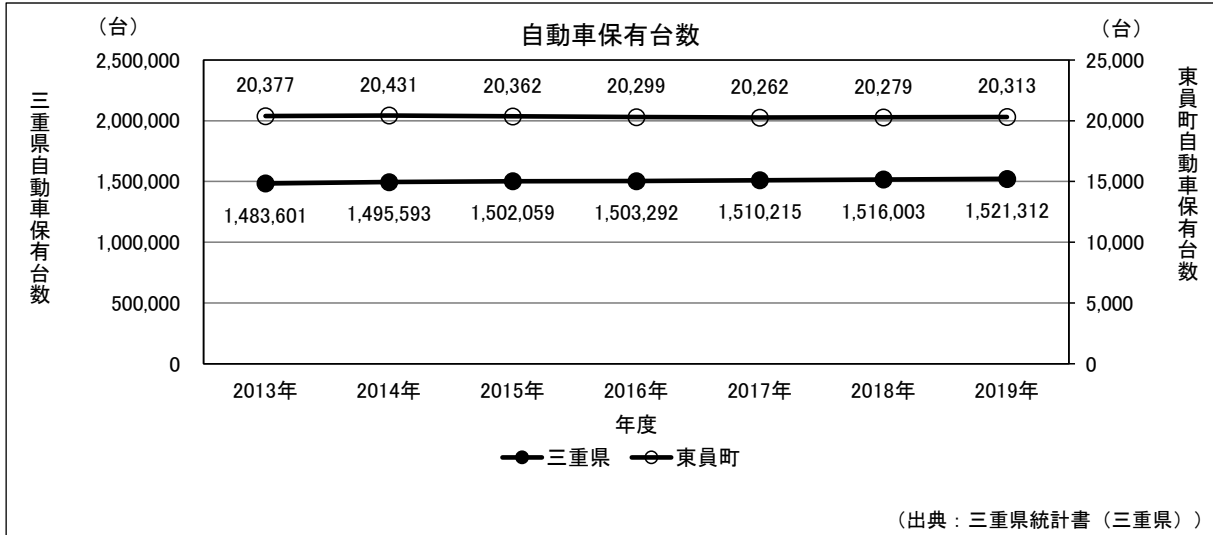 自動車保有台数
（台）
（台）
三重県自動車保有台数
東員町自動車保有台数
2,500,000
2,000,000
1,500,000
1,000,000
500,000
0
25,000
20,000
15,000
10,000
5,000
0
20,377 20,431 20,362 20,299 20,262 20,279 20,313
1,483,601 1,495,593 1,502,059 1,503,292 1,510,215 1,516,003 1,521,312
2013年 2014年 2015年 2016年 2017年 2018年 2019年
年度
三重県 東員町
（出典：三重県統計書（三重県））